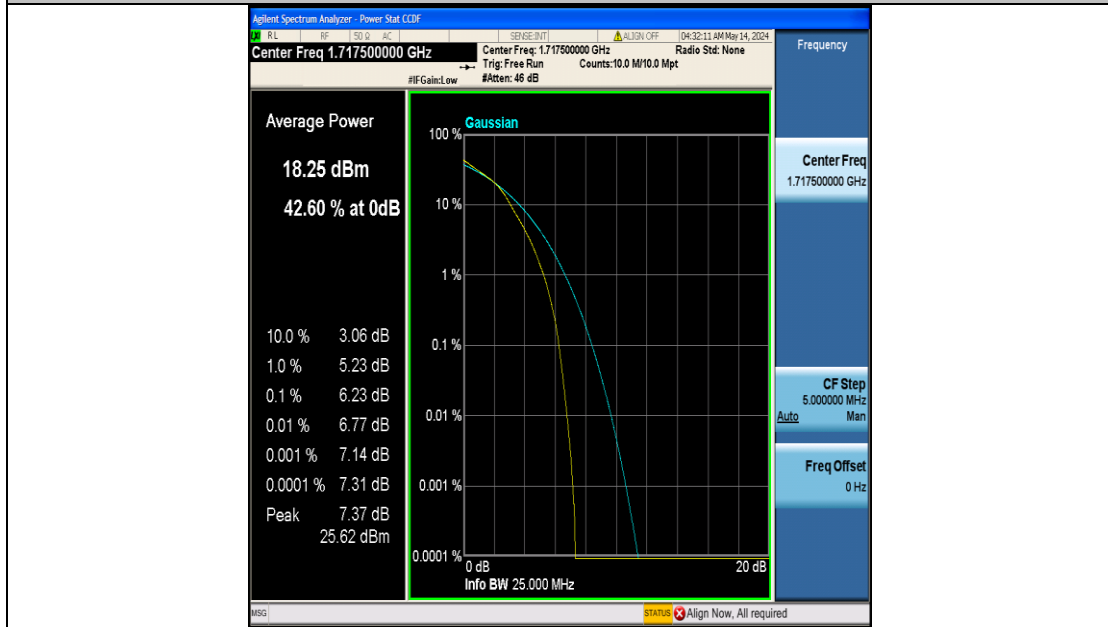 Agilent Spectrum Analyzer - Power Stat CCDF
RL RF 50 Ω AC SENSE:INT ALIGN OFF 04:32:11 AM May 14, 2024
Center Freq 1.717500000 GHz
Center Freq: 1.717500000 GHz Radio Std: None
Trig: Free Run Counts:10.0 M/10.0 Mpt
#IFGain:Low #Atten: 46 dB
Frequency
Average Power
18.25 dBm
42.60 % at 0dB
10.0 % 3.06 dB
1.0 % 5.23 dB
0.1 % 6.23 dB
0.01 % 6.77 dB
0.001 % 7.14 dB
0.0001 % 7.31 dB
Peak 7.37 dB
25.62 dBm
Gaussian
100 %
10 %
1 %
0.1 %
0.01 %
0.001 %
0.0001 %
0 dB 20 dB
Info BW 25.000 MHz
Center Freq
1.717500000 GHz
CF Step
5.000000 MHz
Auto Man
Freq Offset
0 Hz
MSG STATUS Align Now, All required